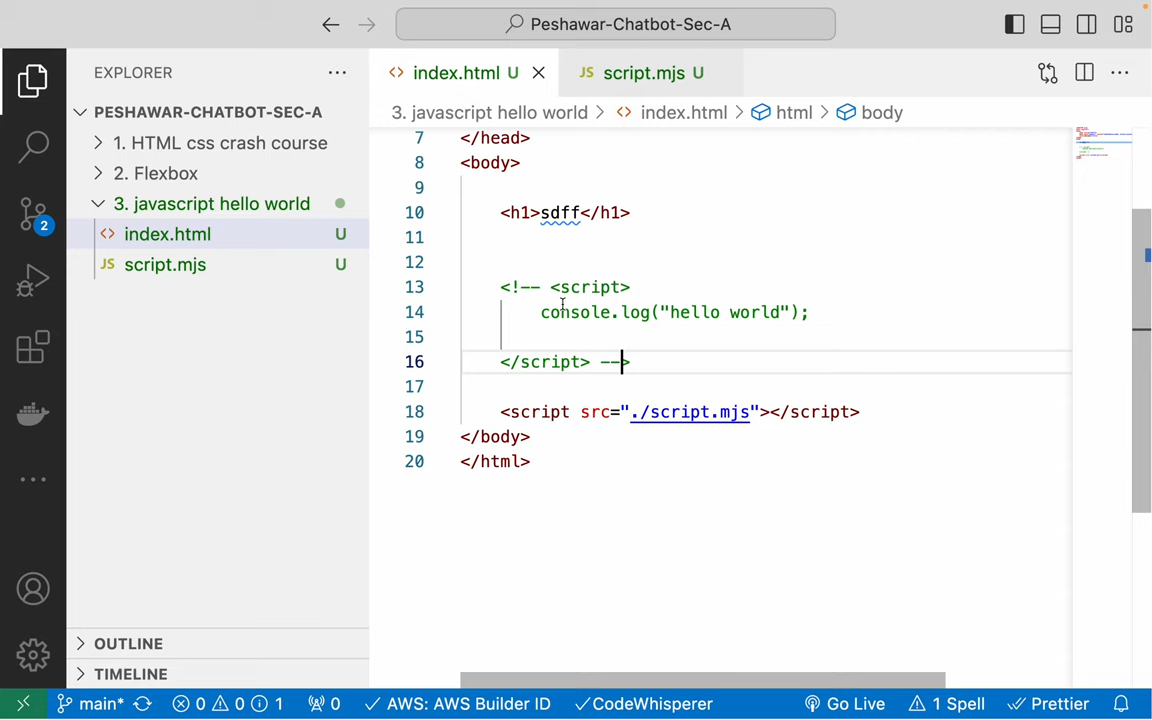 Peshawar-Chatbot-Sec-A
EXPLORER
PESHAWAR-CHATBOT-SEC-A
1. HTML css crash course
2. Flexbox
3. javascript hello world
<> index.html U
JS script.mjs U
OUTLINE
TIMELINE
<> index.html U
JS script.mjs U
3. javascript hello world > <> index.html > html > body
7 </head>
8 <body>
9
10 <h1>sdff</h1>
11
12
13 <!-- <script>
14 console.log("hello world");
15
16 </script> -->
17
18 <script src="./script.mjs"></script>
19 </body>
20 </html>
2
main* 0 0 1 0 AWS: AWS Builder ID CodeWhisperer Go Live 1 Spell Prettier